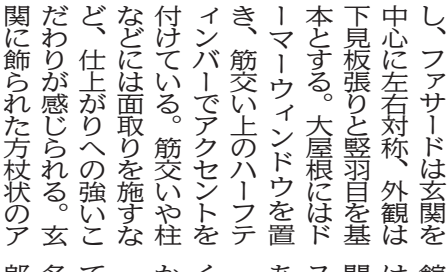 し、ファサードは玄関を
中心に左右対称、外観は
下見板張りと竪羽目を基
本とする。大屋根にはド
ーマーウィンドウを置
き、筋交い上のハーフテ
ィンバーでアクセントを
付けている。筋交いや柱
などには面取りを施すな
ど、仕上がりへの強いこ
だわりが感じられる。玄
関に飾られた方杖状のア